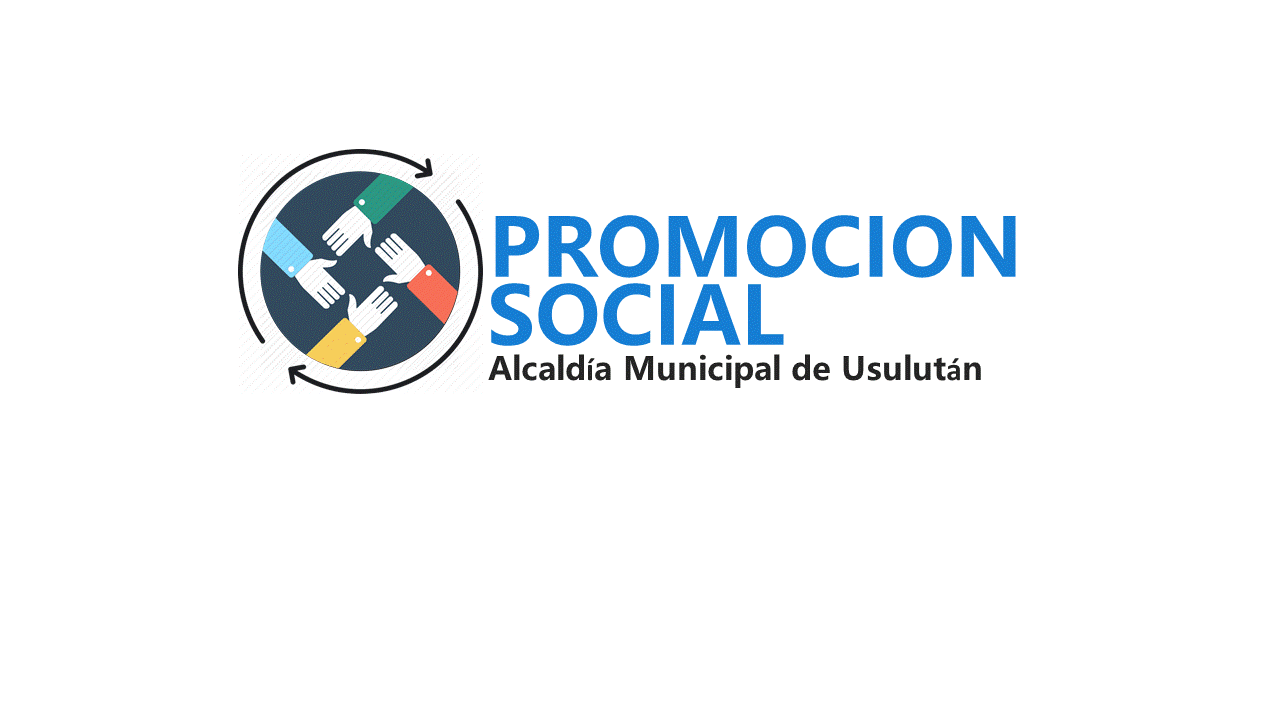 PROMOCION
SOCIAL
Alcaldía Municipal de Usulután